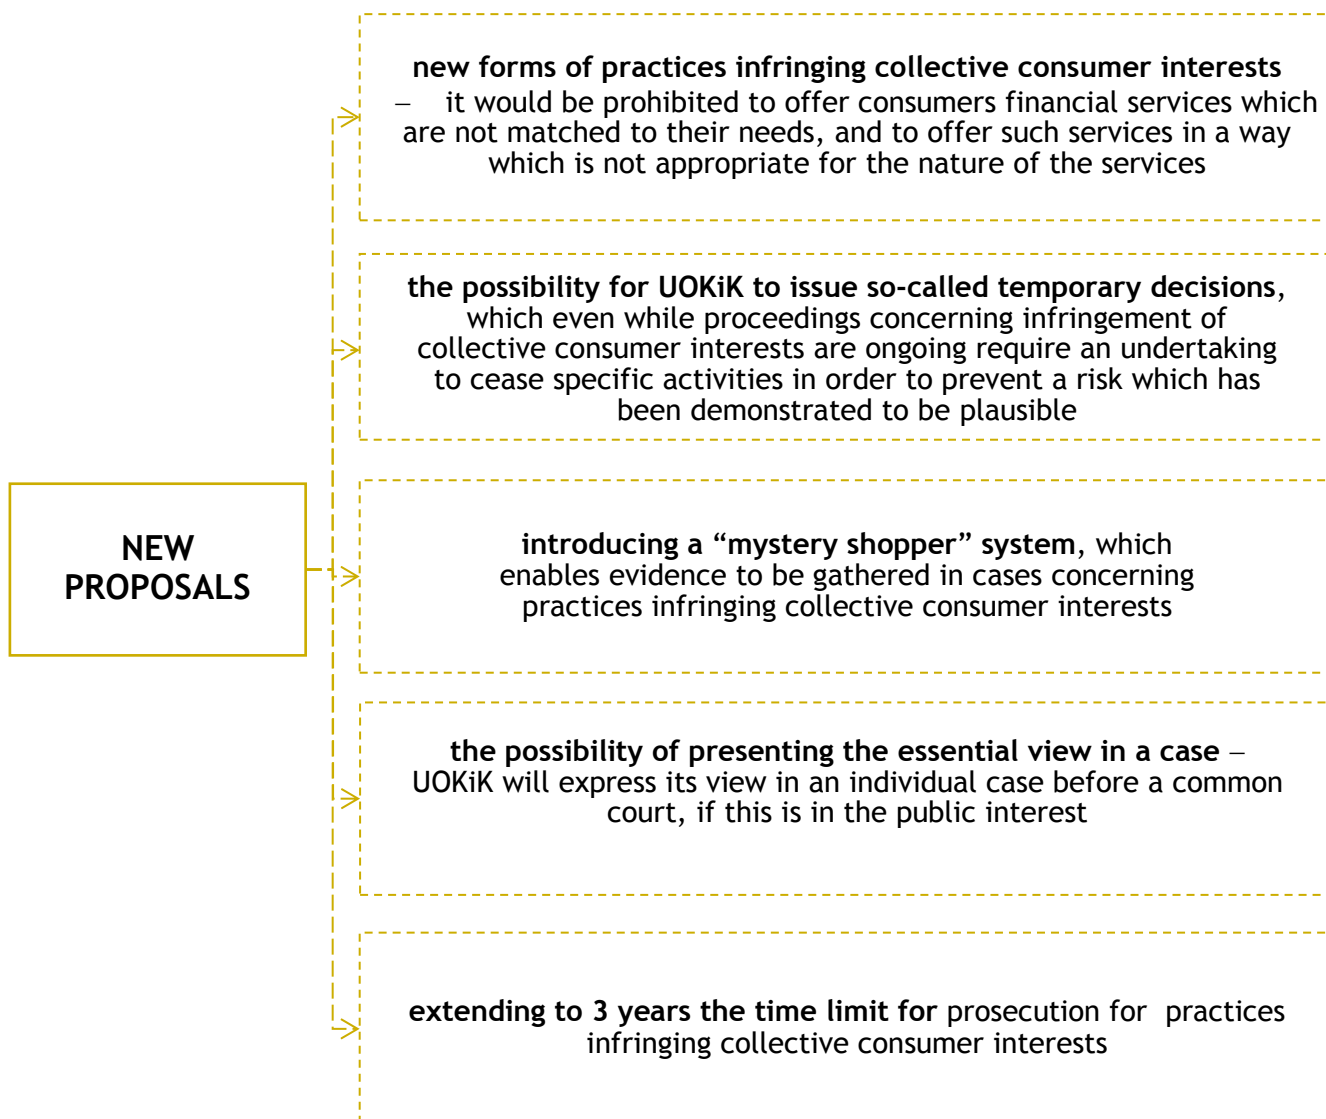 new forms of practices infringing collective consumer interests
– it would be prohibited to offer consumers financial services which
are not matched to their needs, and to offer such services in a way
which is not appropriate for the nature of the services
the possibility for UOKiK to issue so-called temporary decisions,
which even while proceedings concerning infringement of
collective consumer interests are ongoing require an undertaking
to cease specific activities in order to prevent a risk which has
been demonstrated to be plausible
NEW
PROPOSALS
introducing a “mystery shopper” system, which
enables evidence to be gathered in cases concerning
practices infringing collective consumer interests
the possibility of presenting the essential view in a case –
UOKiK will express its view in an individual case before a common
court, if this is in the public interest
extending to 3 years the time limit for prosecution for practices
infringing collective consumer interests